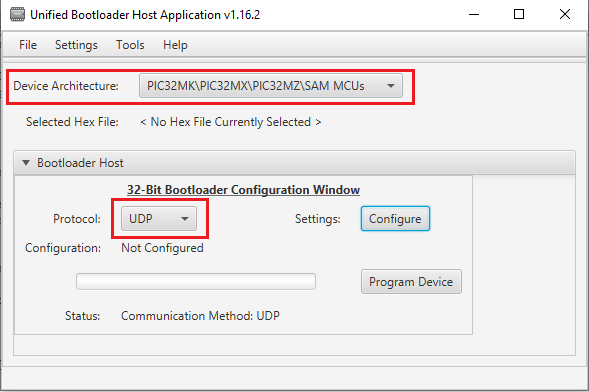 Unified Bootloader Host Application v1.16.2
File Settings Tools Help
Device Architecture: PIC32MK\PIC32MX\PIC32MZ\SAM MCUs
Selected Hex File: < No Hex File Currently Selected >
Bootloader Host
32-Bit Bootloader Configuration Window
Protocol: UDP Settings: Configure
Configuration: Not Configured
Program Device
Status: Communication Method: UDP